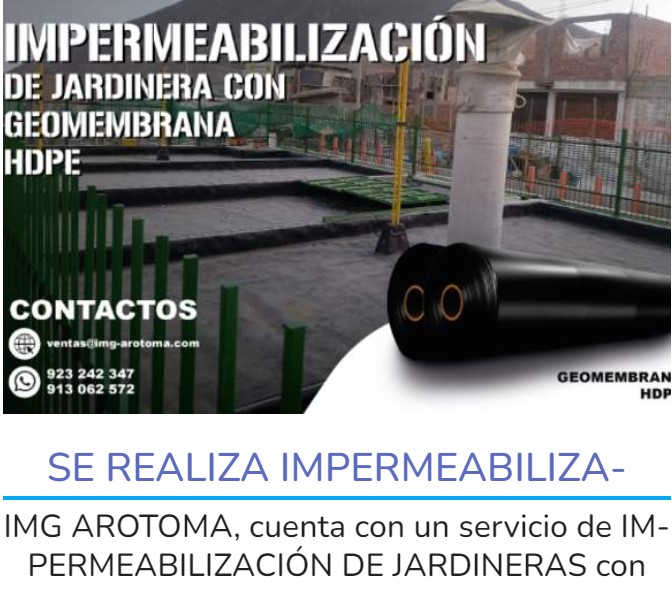 IMPERMEABILIZACIÓN
DE JARDINERA CON
GEOMEMBRANA
HDPE
CONTACTOS
ventas@img-arotoma.com
923 242 347
913 062 572
GEOMEMBRAN
HDP
SE REALIZA IMPERMEABILIZA-
IMG AROTOMA, cuenta con un servicio de IM-
PERMEABILIZACIÓN DE JARDINERAS con